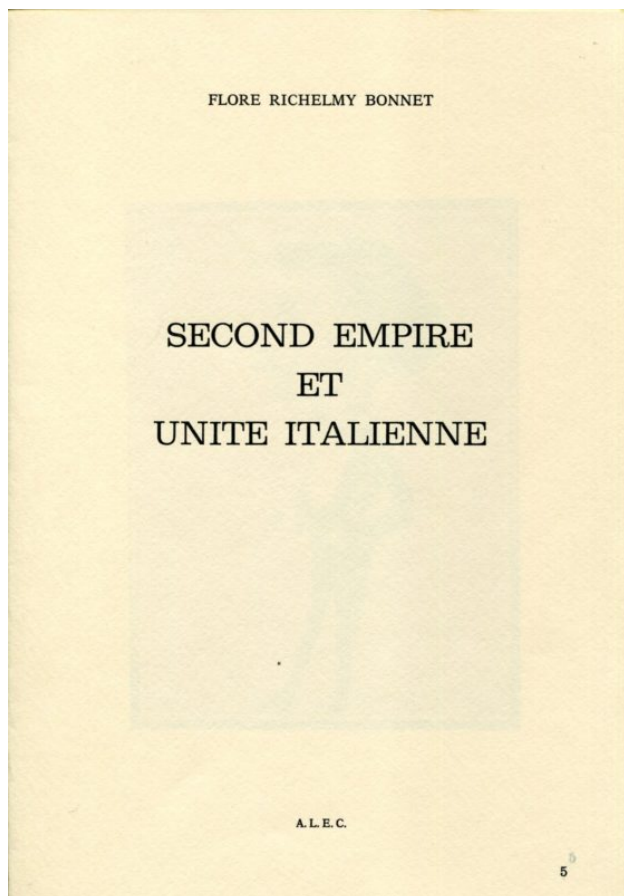 FLORE RICHELMY BONNET
SECOND EMPIRE
ET
UNITE ITALIENNE
A. L. E. C.
5